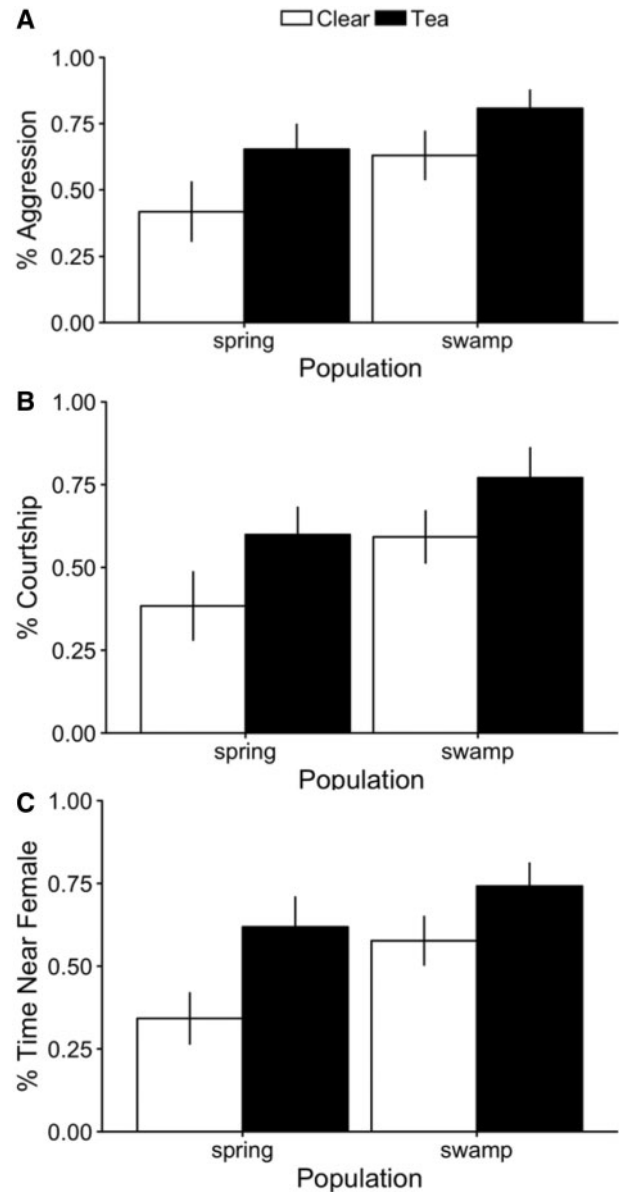 A
Clear Tea
1.00
0.75
0.50
0.25
0.00
% Aggression
spring swamp
Population
B
1.00
0.75
0.50
0.25
0.00
% Courtship
spring swamp
Population
C
1.00
0.75
0.50
0.25
0.00
% Time Near Female
spring swamp
Population